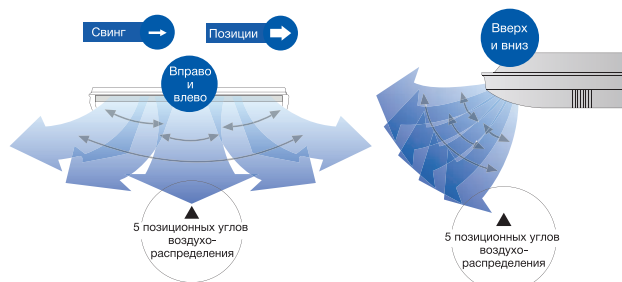 Свинг
Позиции
Вправо
и
влево
Вверх
и вниз
5 позиционных углов
воздухо-
распределения
5 позиционных углов
воздухо-
распределения